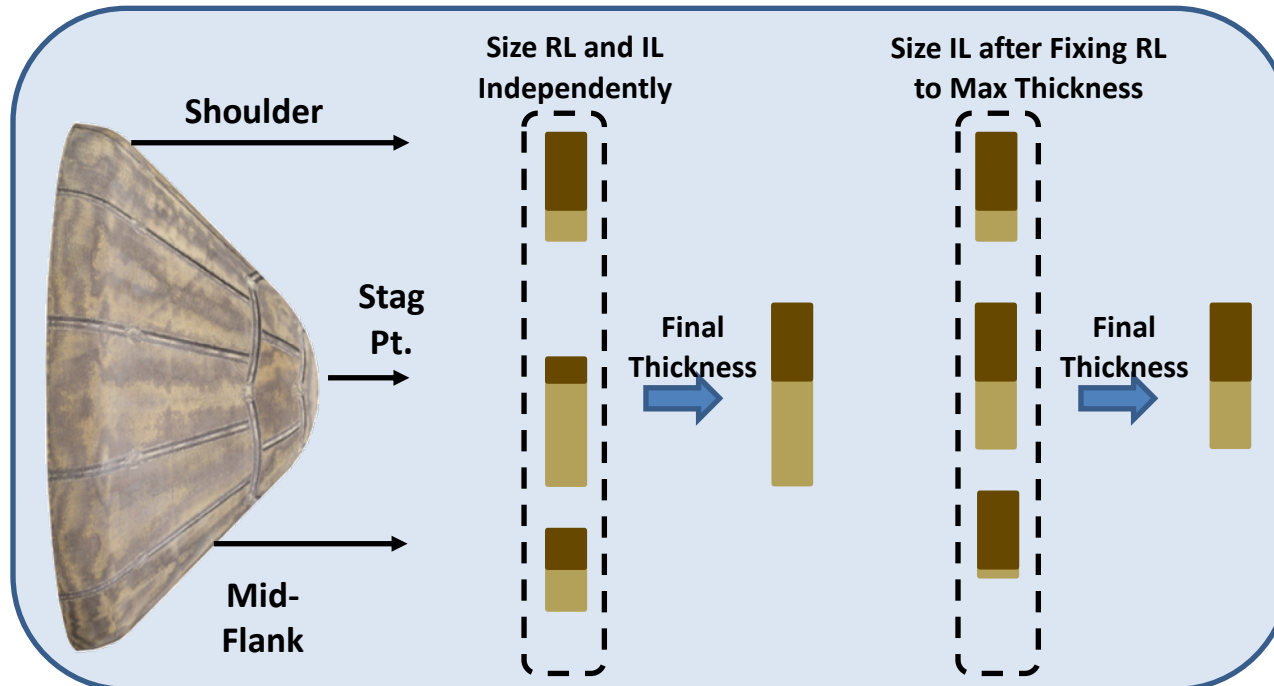 Size RL and IL
Independently
Size IL after Fixing RL
to Max Thickness
Shoulder
Stag
Pt.
Final
Thickness
Final
Thickness
Mid-
Flank